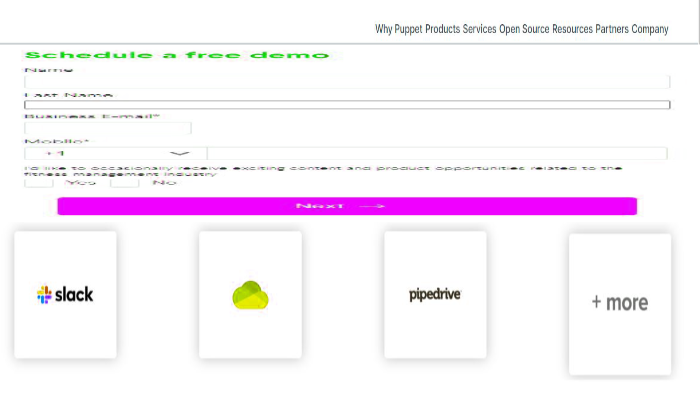 Why Puppet Products Services Open Source Resources Partners Company
Schedule a free demo
Name
Last Name
Business E-mail*
Mobile*
+1
I'd like to occasionally receive exciting content and product opportunities related to the
fitness management industry
Yes No
Next →
slack
pipedrive
+ more